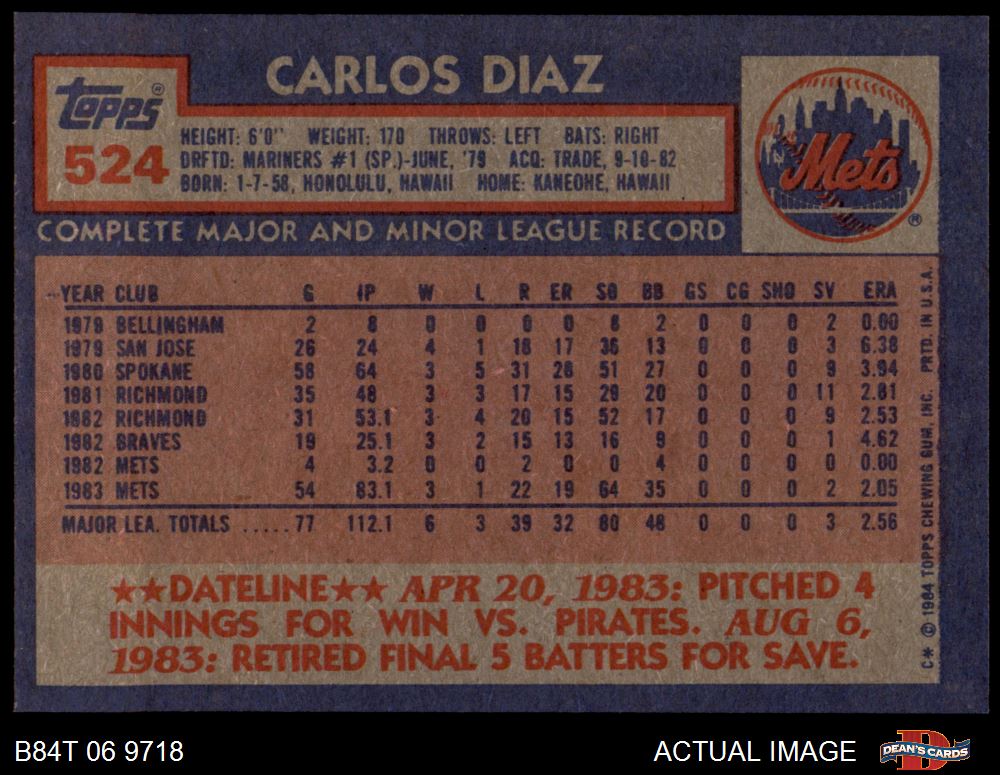 CARLOS DIAZ
Topps®
524
HEIGHT: 6'0" WEIGHT: 170 THROWS: LEFT BATS: RIGHT
DRFTD: MARINERS #1 (SP.)-JUNE, '79 ACQ: TRADE, 9-10-82
BORN: 1-7-58, HONOLULU, HAWAII HOME: KANEOHE, HAWAII
Mets
®
COMPLETE MAJOR AND MINOR LEAGUE RECORD
YEAR CLUB G IP W L R ER SO BB GS CG SHO SV ERA
1979 BELLINGHAM 2 8 0 0 0 0 6 2 0 0 0 2 0.00
1979 SAN JOSE 26 24 4 1 18 17 36 13 0 0 0 3 6.38
1980 SPOKANE 58 64 3 5 31 28 51 27 0 0 0 9 3.94
1981 RICHMOND 35 48 3 3 17 15 29 20 0 0 0 11 2.81
1982 RICHMOND 31 53.1 3 4 20 15 52 17 0 0 0 9 2.53
1982 BRAVES 19 25.1 3 2 15 13 16 9 0 0 0 1 4.62
1982 METS 4 3.2 0 0 2 0 0 4 0 0 0 0 0.00
1983 METS 54 83.1 3 1 22 19 64 35 0 0 0 2 2.05
MAJOR LEA. TOTALS .....77 112.1 6 3 39 32 80 48 0 0 0 3 2.56
★★DATELINE★★ APR 20, 1983: PITCHED 4
INNINGS FOR WIN VS. PIRATES. AUG 6,
1983: RETIRED FINAL 5 BATTERS FOR SAVE.
C* © 1984 TOPPS CHEWING GUM, INC. PRTD. IN U.S.A.
B84T 06 9718
ACTUAL IMAGE
DEAN'S CARDS